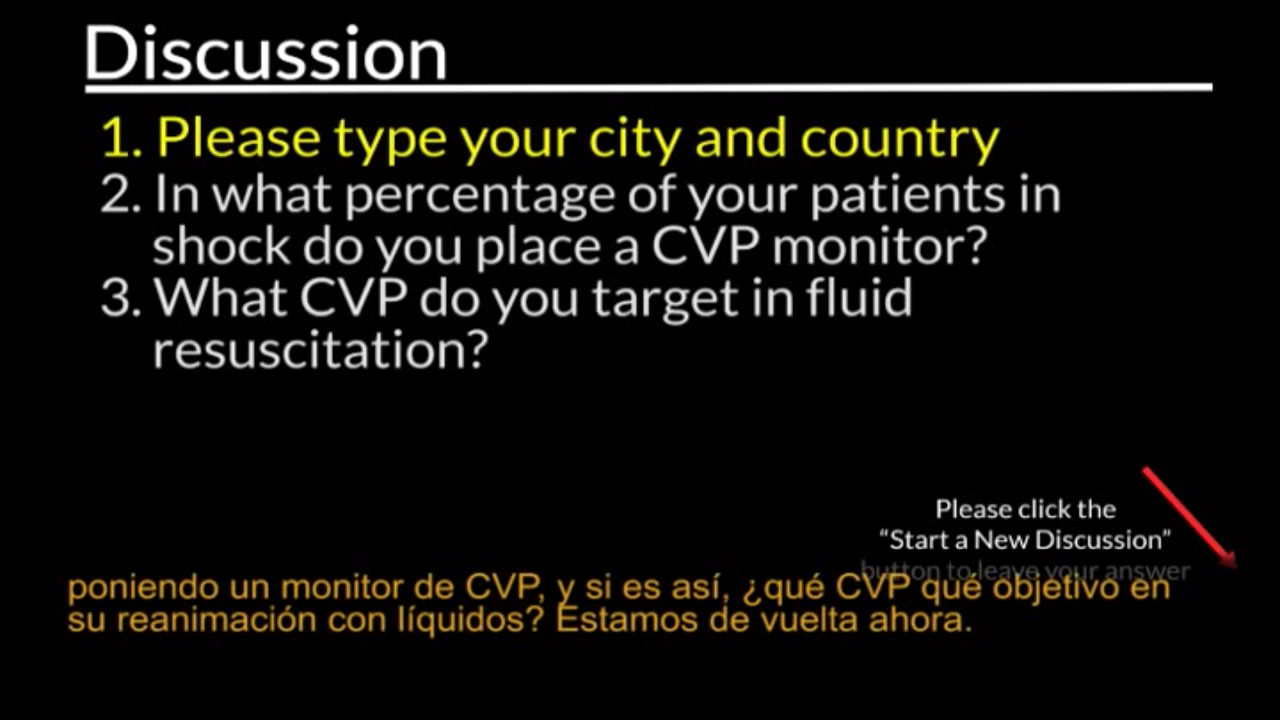 Discussion
1. Please type your city and country
2. In what percentage of your patients in
shock do you place a CVP monitor?
3. What CVP do you target in fluid
resuscitation?
Please click the
“Start a New Discussion”
button to leave your answer
poniendo un monitor de CVP, y si es así, ¿qué CVP qué objetivo en
su reanimación con líquidos? Estamos de vuelta ahora.